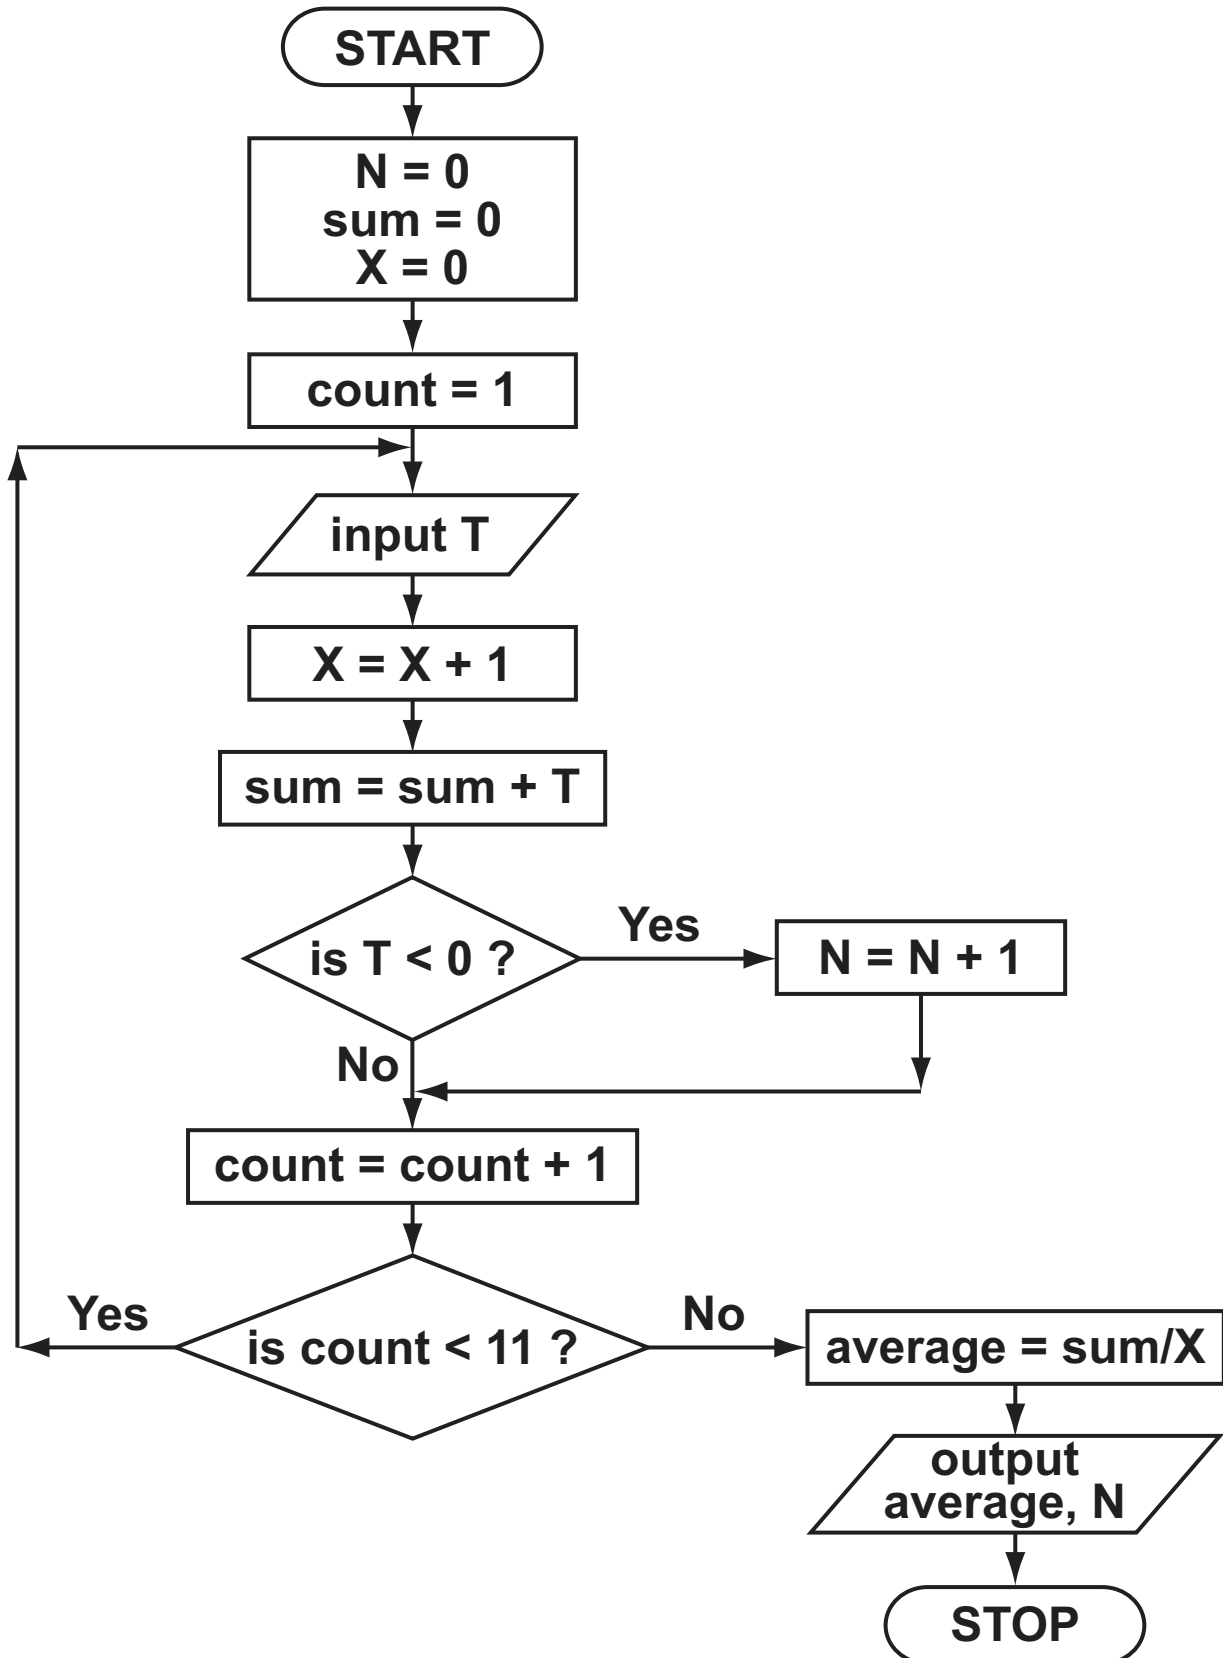 START
N = 0
sum = 0
X = 0
count = 1
input T
X = X + 1
sum = sum + T
is T < 0 ?
Yes
N = N + 1
No
count = count + 1
is count < 11 ?
Yes
No
average = sum/X
output
average, N
STOP